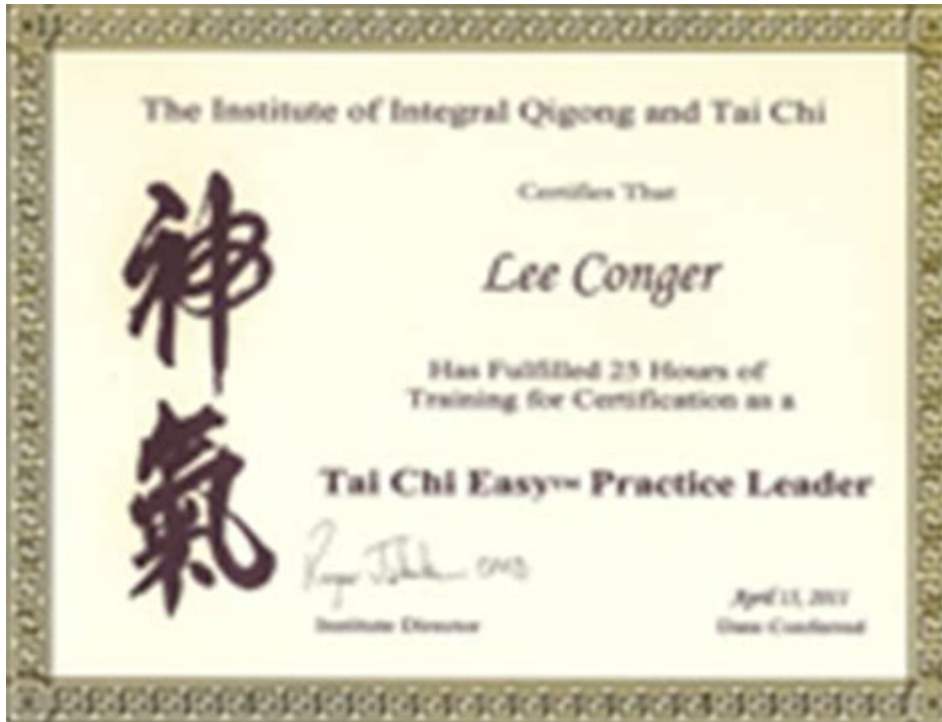 The Institute of Integral Qigong and Tai Chi
神氣
Certifies That
Lee Conger
Has Fulfilled 25 Hours of
Training for Certification as a
Tai Chi Easy™ Practice Leader
Institute Director
April 2011
Date Conferred